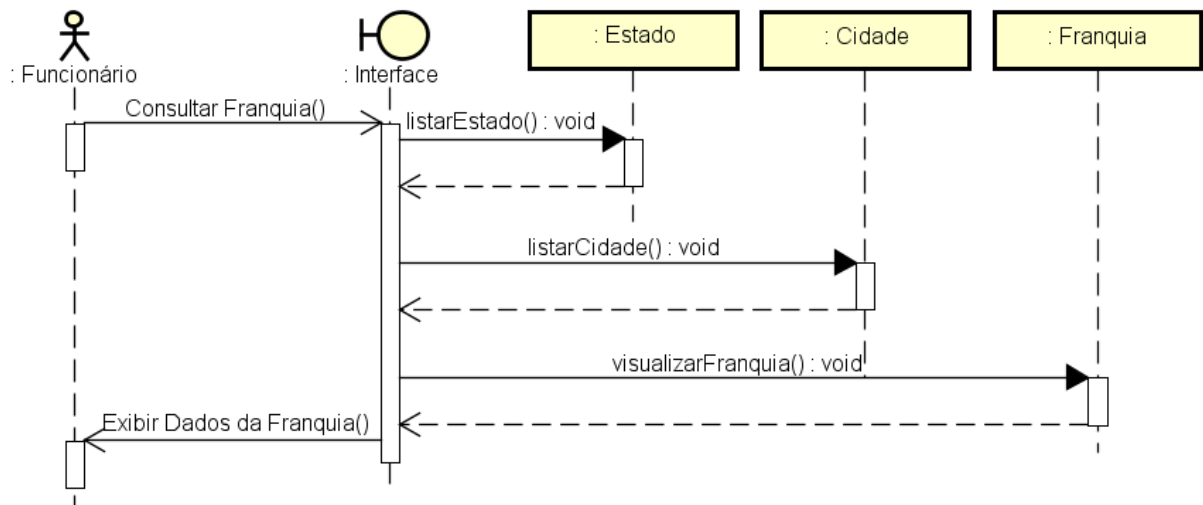 : Estado
: Cidade
: Franquia
: Funcionário
: Interface
Consultar Franquia()
listarEstado() : void
listarCidade() : void
visualizarFranquia() : void
Exibir Dados da Franquia()